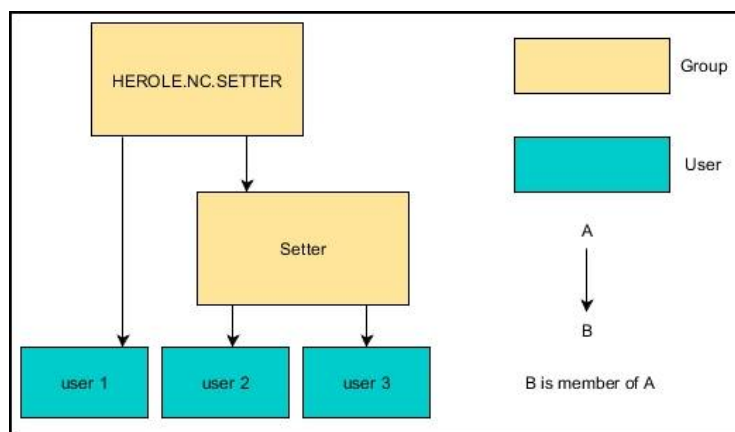 HEROLE.NC.SETTER
Group
User
Setter
A
B
user 1
user 2
user 3
B is member of A